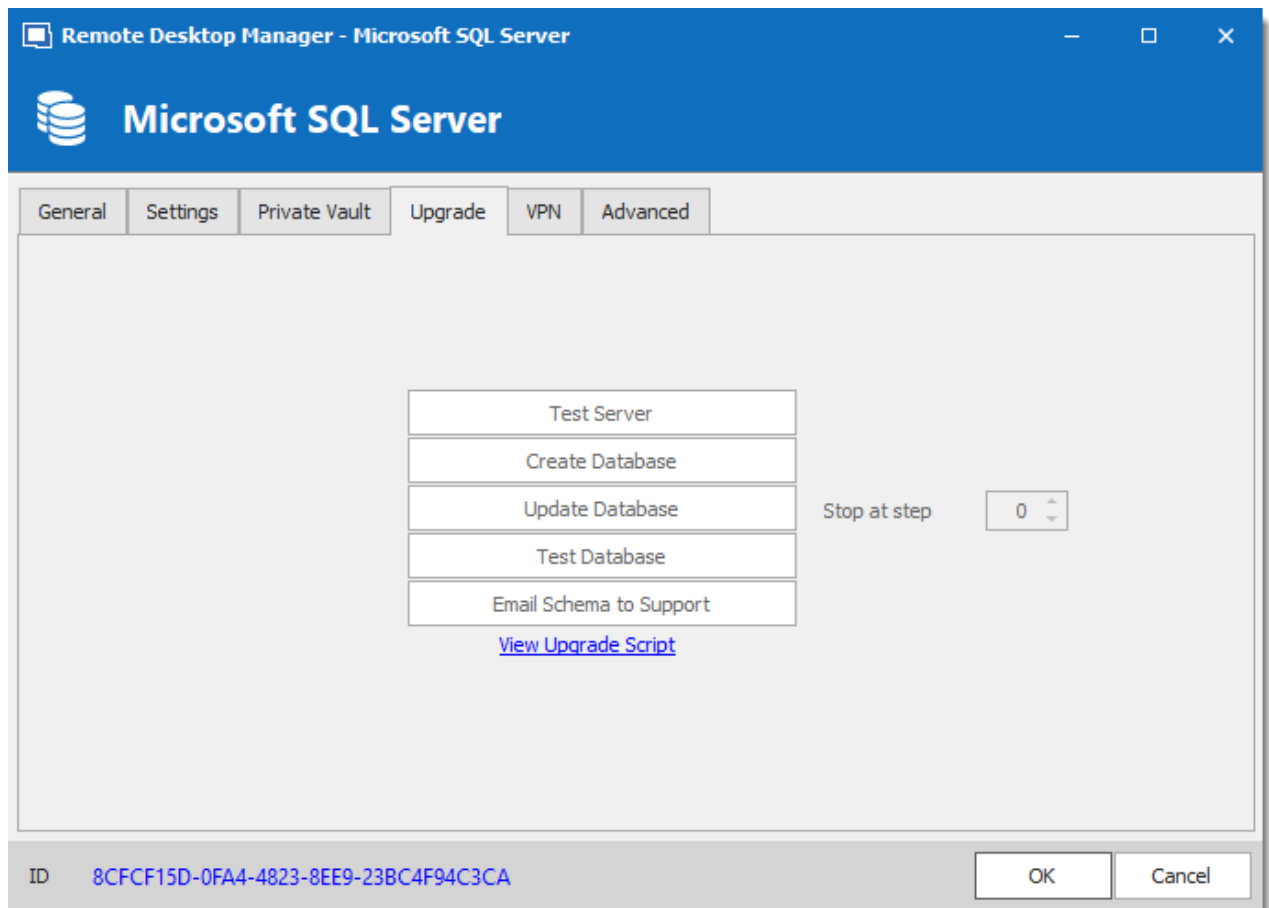 Remote Desktop Manager - Microsoft SQL Server
Microsoft SQL Server
General Settings Private Vault Upgrade VPN Advanced
Test Server
Create Database
Update Database Stop at step 0
Test Database
Email Schema to Support
View Upgrade Script
ID 8CFCF15D-0FA4-4823-8EE9-23BC4F94C3CA OK Cancel